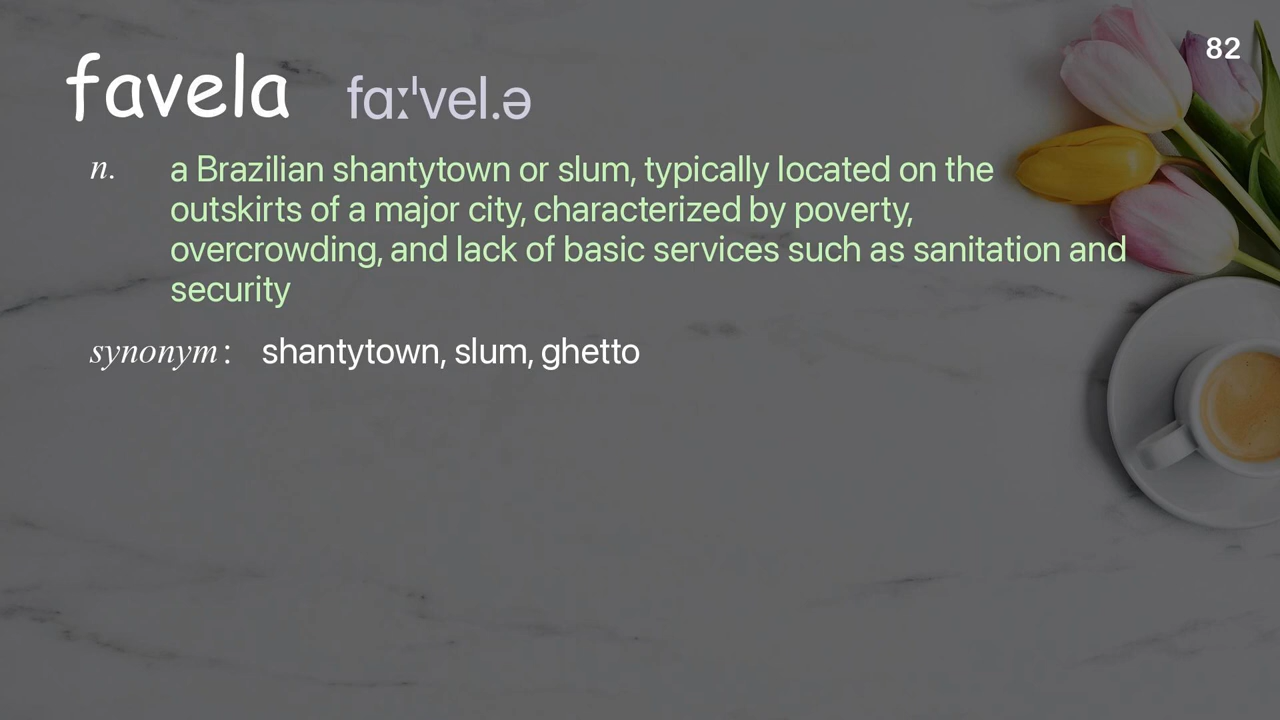 82
favela fɑːˈvel.ə
n. a Brazilian shantytown or slum, typically located on the
outskirts of a major city, characterized by poverty,
overcrowding, and lack of basic services such as sanitation and
security
synonym: shantytown, slum, ghetto